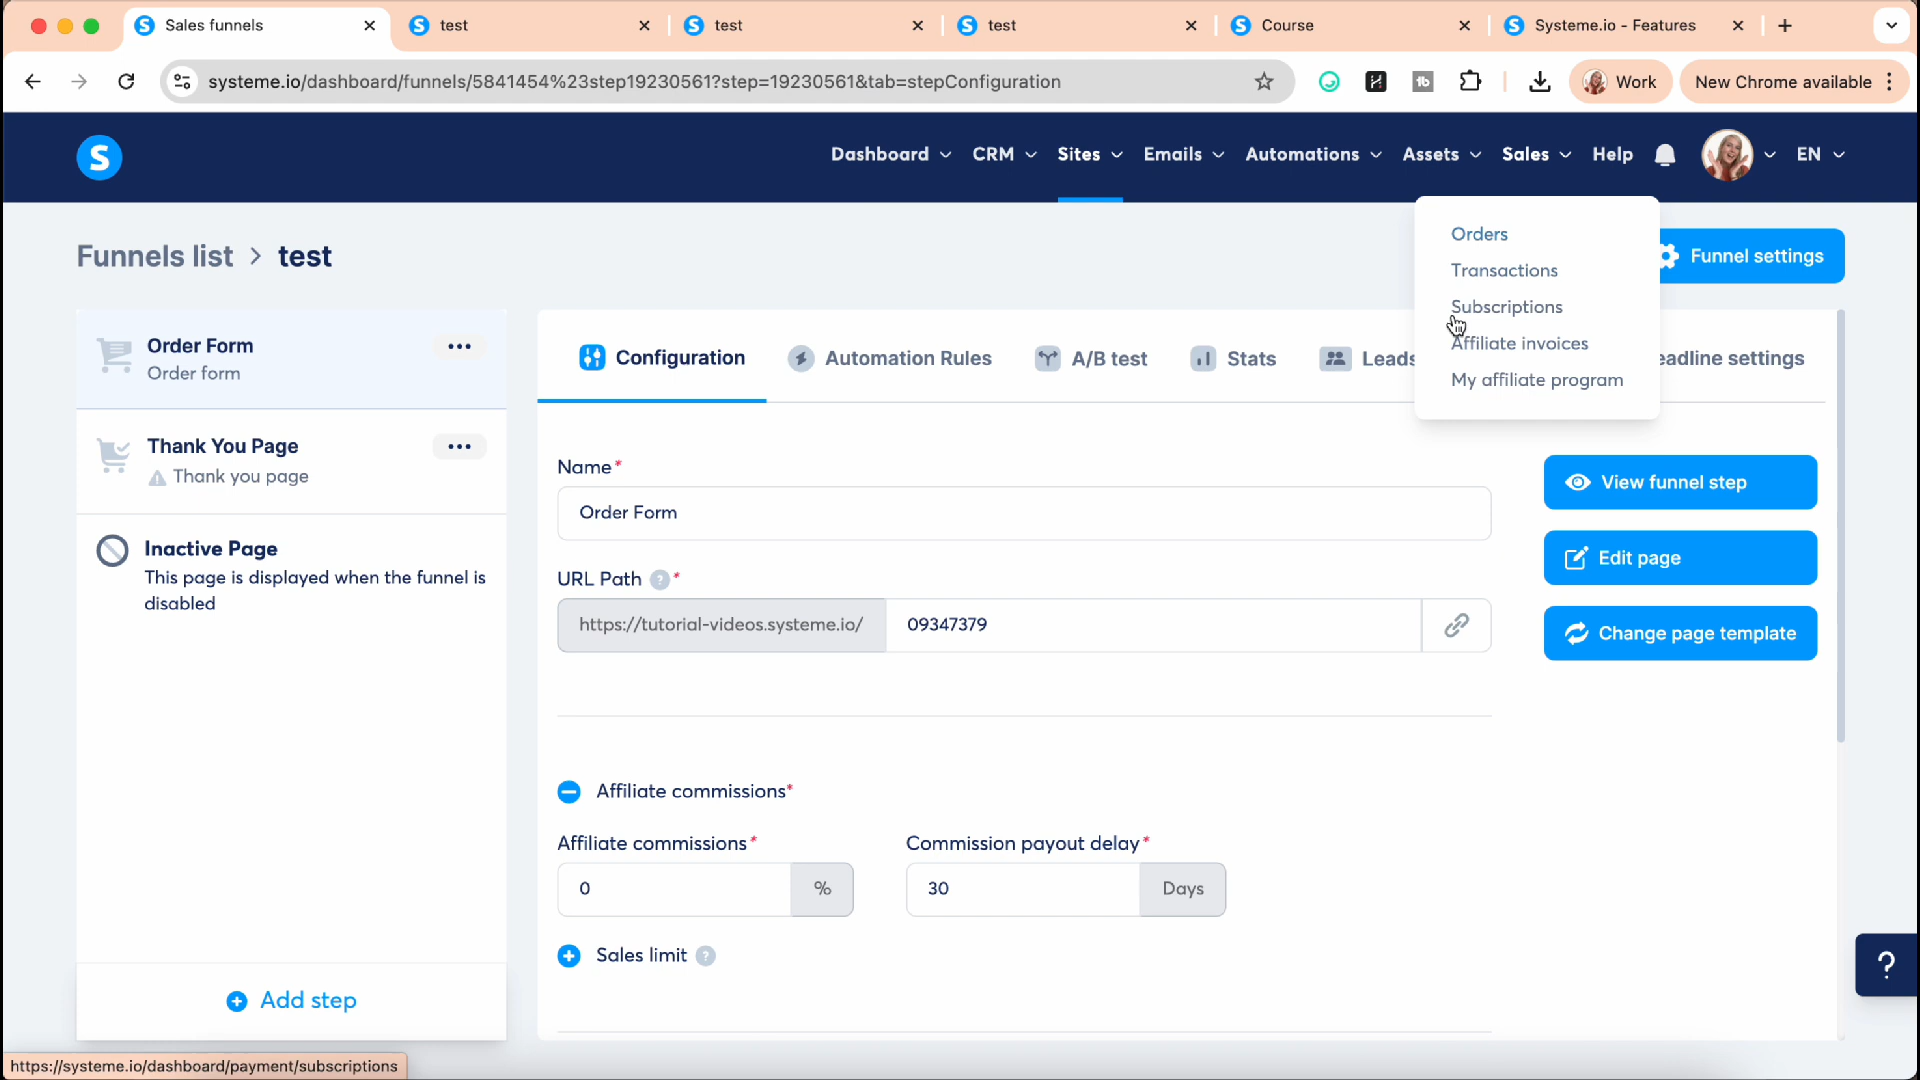 Sales funnels
test
test
test
Course
Systeme.io - Features
systeme.io/dashboard/funnels/5841454%23step19230561?step=19230561&tab=stepConfiguration
Work
New Chrome available
S
Dashboard
CRM
Sites
Emails
Automations
Assets
Sales
Help
EN
Orders
Transactions
Subscriptions
Affiliate invoices
My affiliate program
Funnels list > test
Funnel settings
Order Form
Order form
Thank You Page
Thank you page
Inactive Page
This page is displayed when the funnel is
disabled
Add step
Configuration
Automation Rules
A/B test
Stats
Leads
eadline settings
Name*
Order Form
URL Path ? *
https://tutorial-videos.systeme.io/
09347379
View funnel step
Edit page
Change page template
Affiliate commissions*
Affiliate commissions*
Commission payout delay*
0
%
30
Days
Sales limit ?
?
https://systeme.io/dashboard/payment/subscriptions